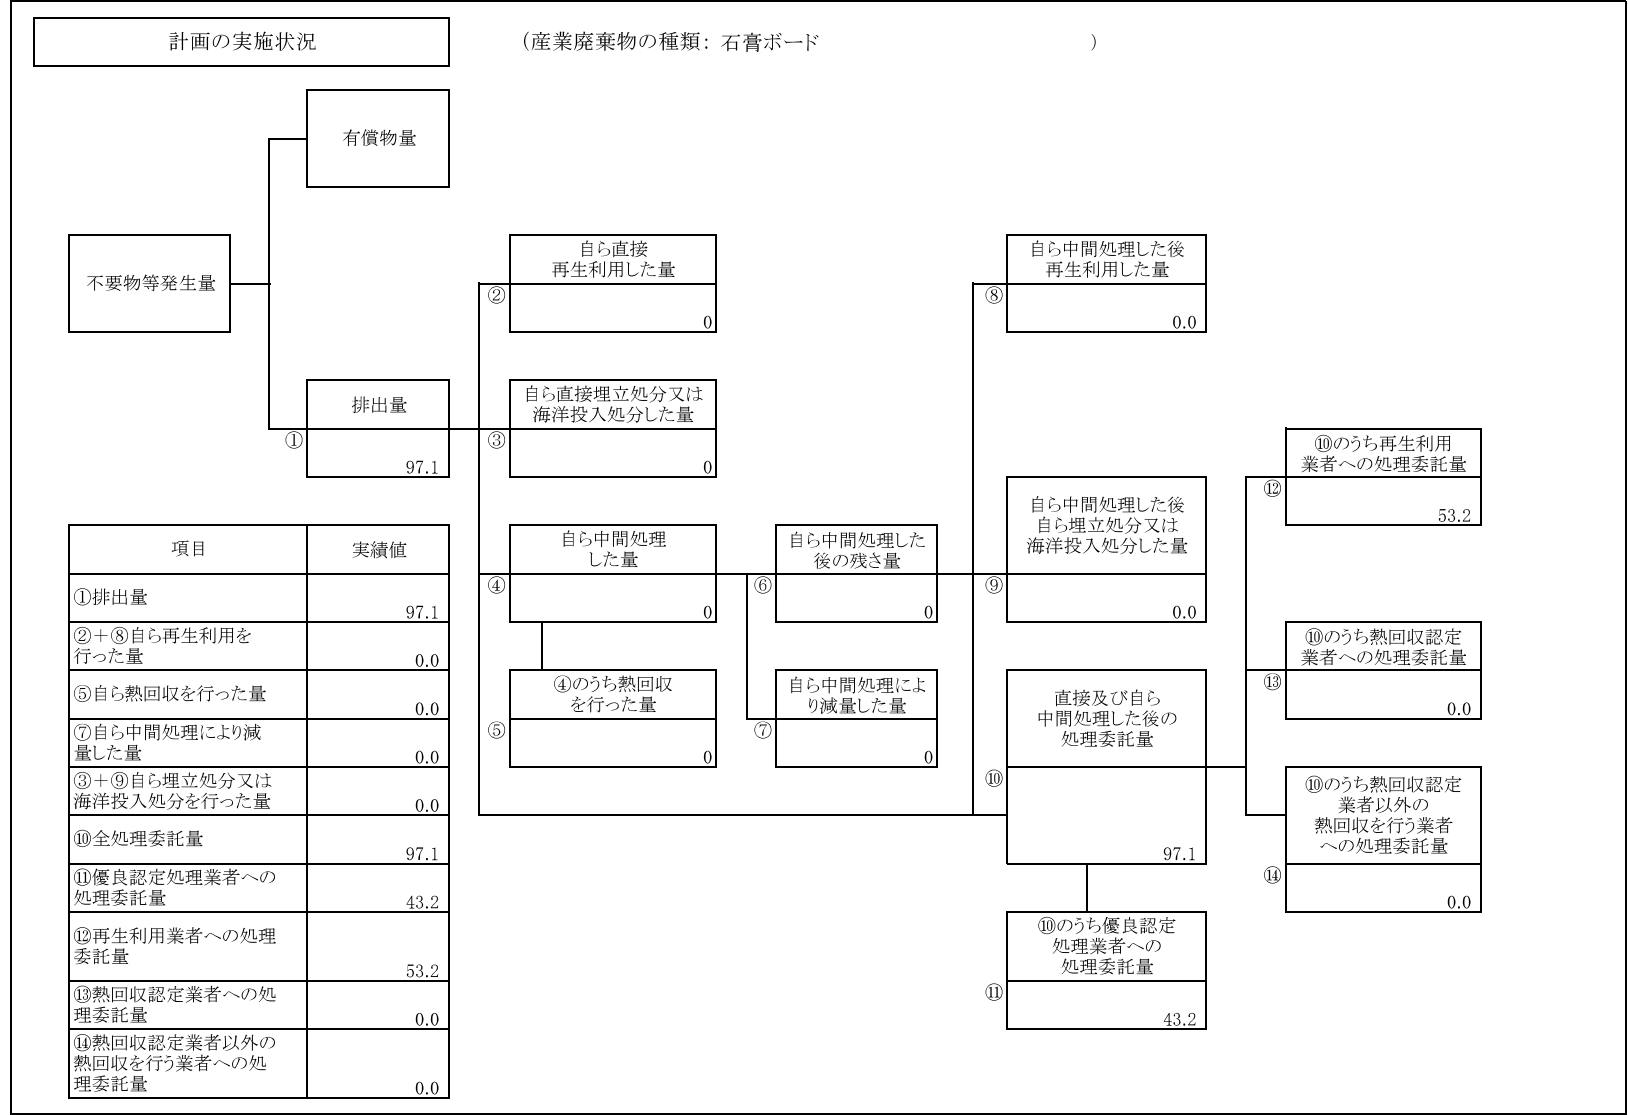 計画の実施状況
（産業廃棄物の種類： 石膏ボード ）
有償物量
不要物等発生量
自ら直接
再生利用した量
②
0
自ら中間処理した後
再生利用した量
⑧
0.0
排出量
①
97.1
自ら直接埋立処分又は
海洋投入処分した量
③
0
⑩のうち再生利用
業者への処理委託量
⑫
53.2
自ら中間処理
した量
④
0
自ら中間処理した
後の残さ量
⑥
0
自ら中間処理した後
自ら埋立処分又は
海洋投入処分した量
⑨
0.0
⑩のうち熱回収認定
業者への処理委託量
⑬
0.0
④のうち熱回収
を行った量
⑤
0
自ら中間処理によ
り減量した量
⑦
0
直接及び自ら
中間処理した後の
処理委託量
⑩
97.1
⑩のうち熱回収認定
業者以外の
熱回収を行う業者
への処理委託量
⑭
0.0
⑩のうち優良認定
処理業者への
処理委託量
⑪
43.2
項目 実績値
①排出量
97.1
②＋⑧自ら再生利用を
行った量
0.0
⑤自ら熱回収を行った量
0.0
⑦自ら中間処理により減
量した量
0.0
③＋⑨自ら埋立処分又は
海洋投入処分を行った量
0.0
⑩全処理委託量
97.1
⑪優良認定処理業者への
処理委託量
43.2
⑫再生利用業者への処理
委託量
53.2
⑬熱回収認定業者への処
理委託量
0.0
⑭熱回収認定業者以外の
熱回収を行う業者への処
理委託量
0.0